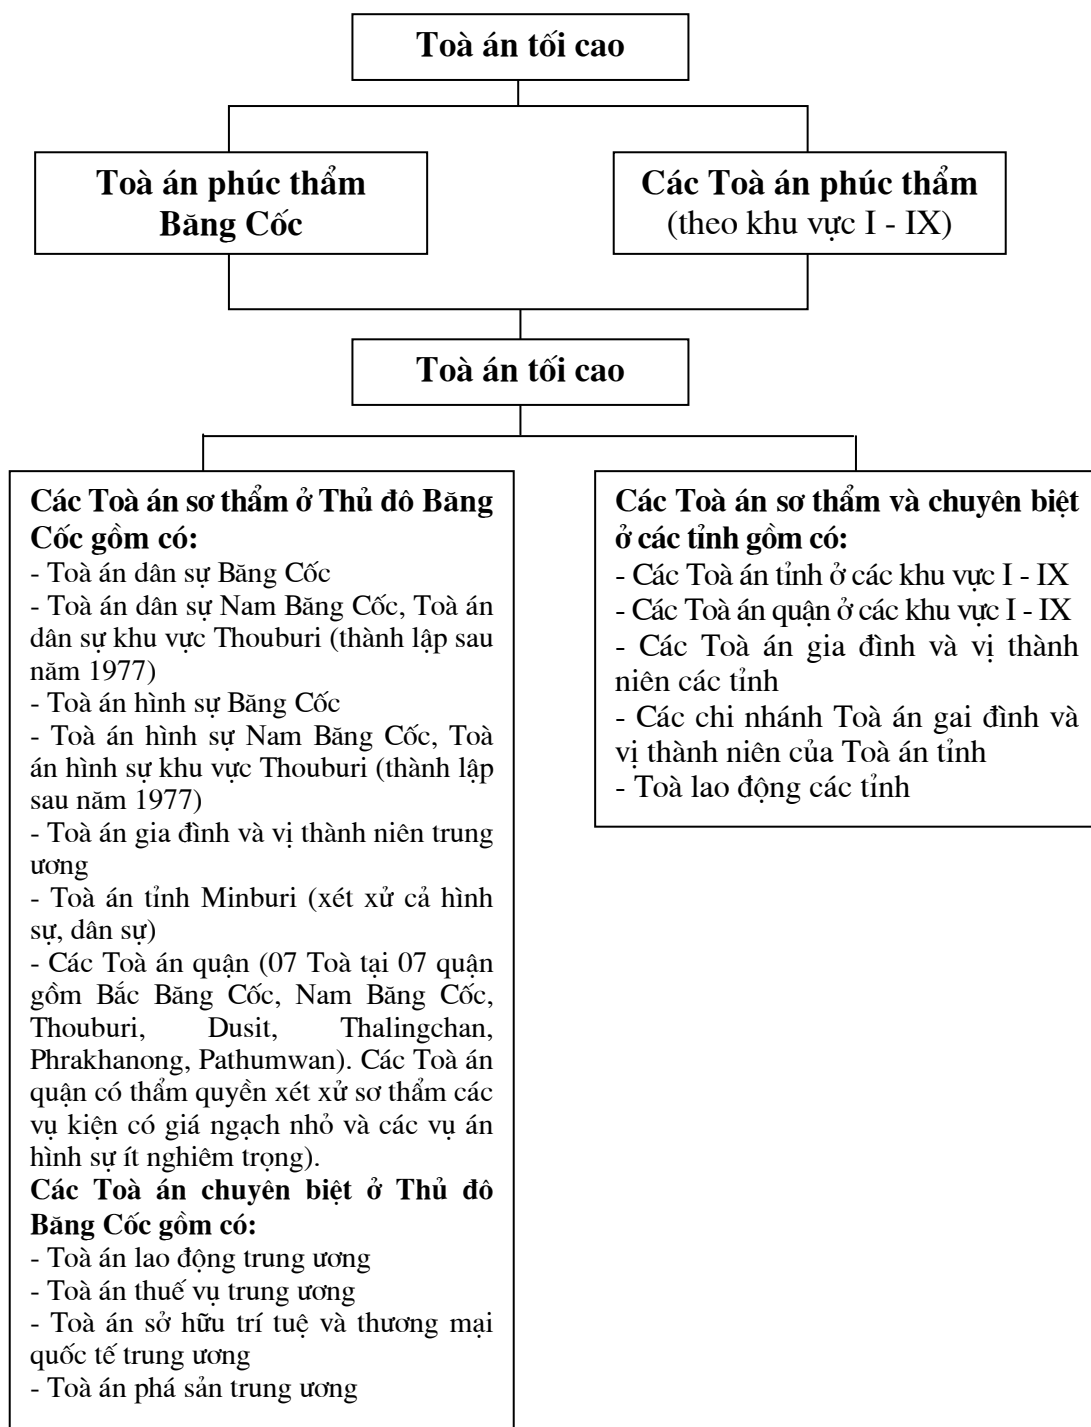 Toà án tối cao
Toà án phúc thẩm
Băng Cốc
Các Toà án phúc thẩm
(theo khu vực I - IX)
Toà án tối cao
Các Toà án sơ thẩm ở Thủ đô Băng
Cốc gồm có:
- Toà án dân sự Băng Cốc
- Toà án dân sự Nam Băng Cốc, Toà án
dân sự khu vực Thouburi (thành lập sau
năm 1977)
- Toà án hình sự Băng Cốc
- Toà án hình sự Nam Băng Cốc, Toà
án hình sự khu vực Thouburi (thành lập
sau năm 1977)
- Toà án gia đình và vị thành niên trung
ương
- Toà án tỉnh Minburi (xét xử cả hình
sự, dân sự)
- Các Toà án quận (07 Toà tại 07 quận
gồm Bắc Băng Cốc, Nam Băng Cốc,
Thouburi, Dusit, Thalingchan,
Phrakhanong, Pathumwan). Các Toà án
quận có thẩm quyền xét xử sơ thẩm các
vụ kiện có giá ngạch nhỏ và các vụ án
hình sự ít nghiêm trọng).
Các Toà án chuyên biệt ở Thủ đô
Băng Cốc gồm có:
- Toà án lao động trung ương
- Toà án thuế vụ trung ương
- Toà án sở hữu trí tuệ và thương mại
quốc tế trung ương
- Toà án phá sản trung ương
Các Toà án sơ thẩm và chuyên biệt
ở các tỉnh gồm có:
- Các Toà án tỉnh ở các khu vực I - IX
- Các Toà án quận ở các khu vực I - IX
- Các Toà án gia đình và vị thành
niên các tỉnh
- Các chi nhánh Toà án gai đình và
vị thành niên của Toà án tỉnh
- Toà lao động các tỉnh